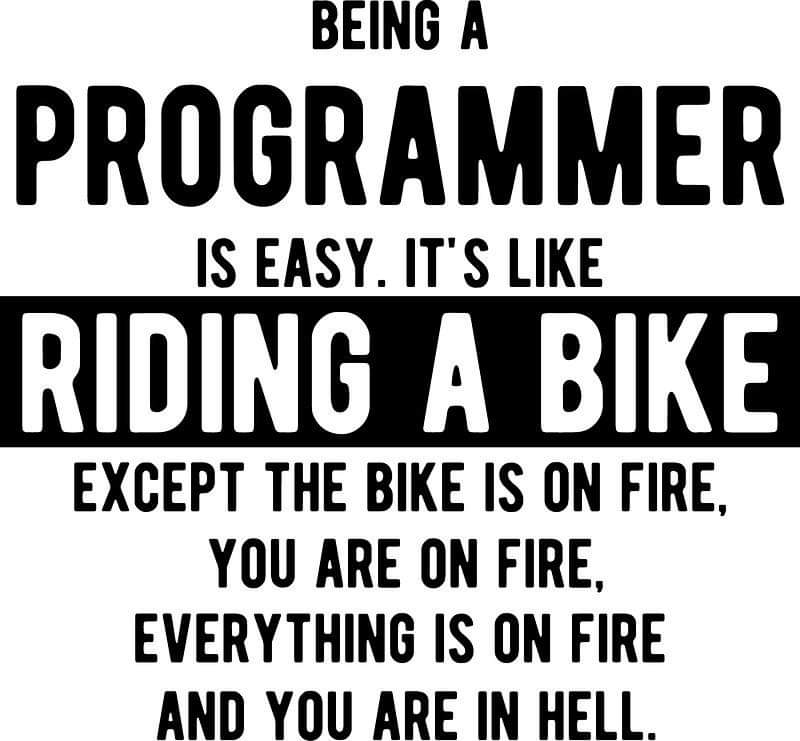 BEING A
PROGRAMMER
IS EASY. IT'S LIKE
RIDING A BIKE
EXCEPT THE BIKE IS ON FIRE,
YOU ARE ON FIRE,
EVERYTHING IS ON FIRE
AND YOU ARE IN HELL.